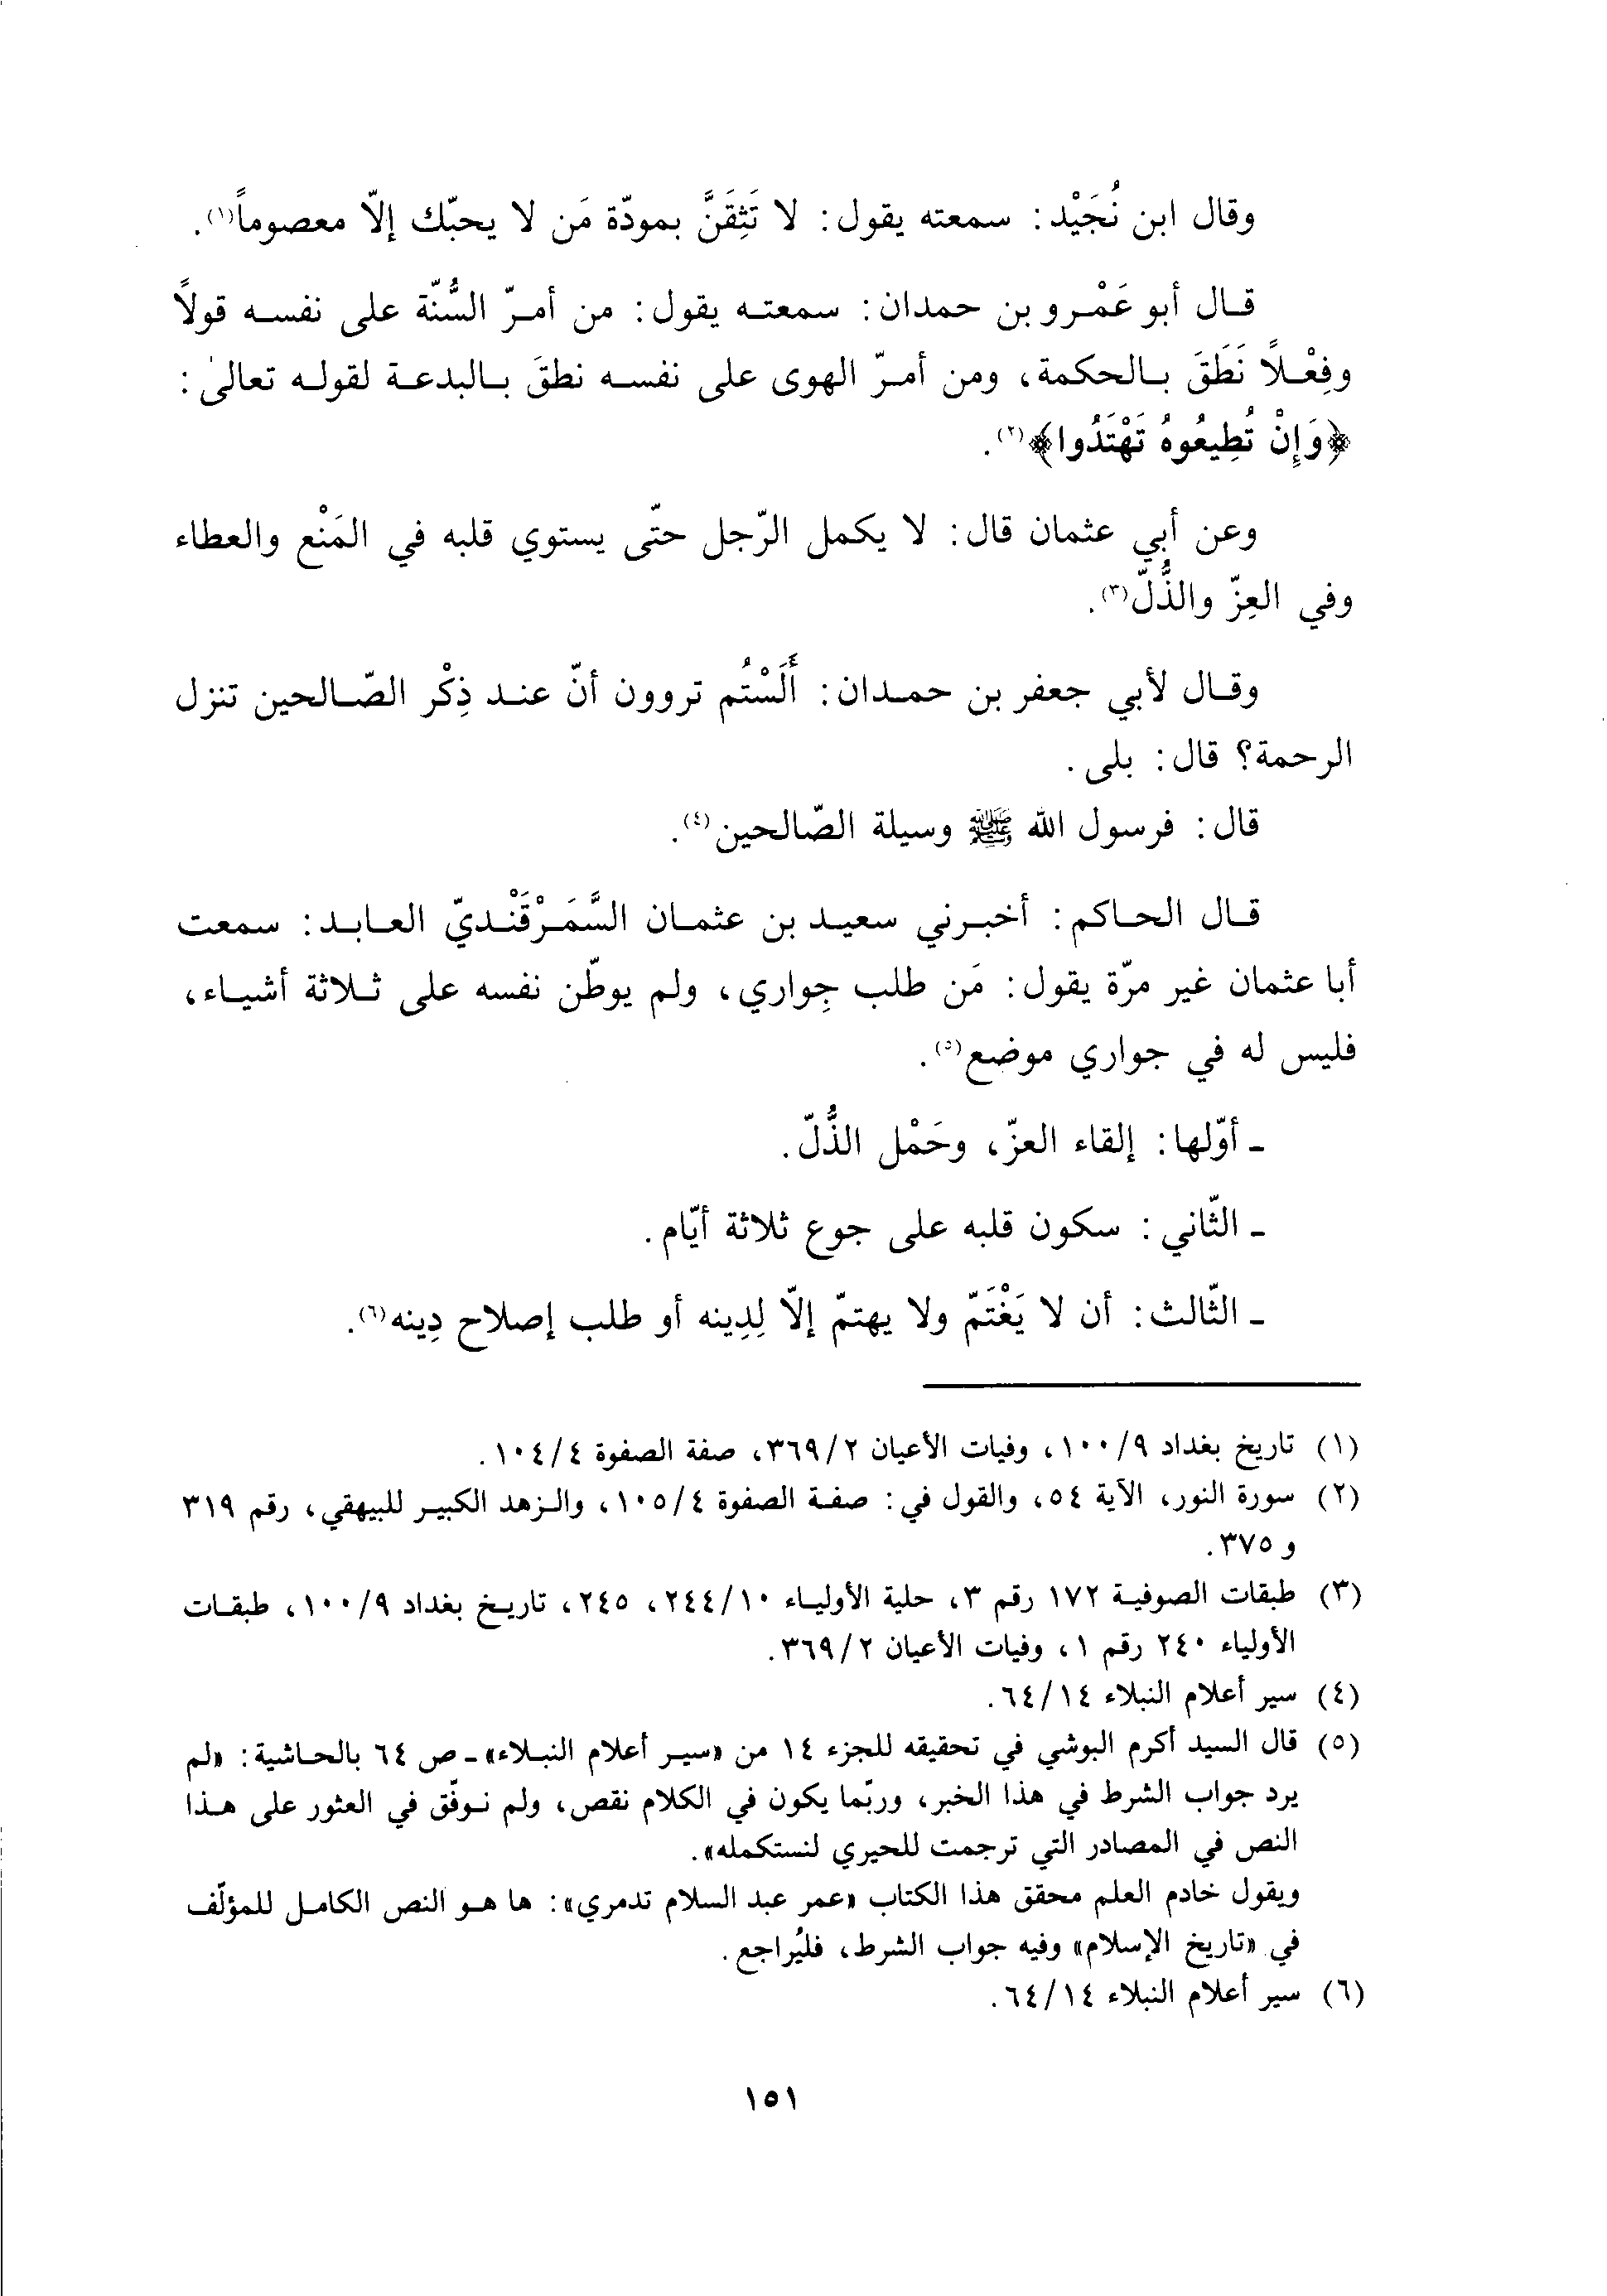 وقال ابن نُجَيْد: سمعته يقول: لا تَثِقَنَّ بمودّة مَن لا يحبّك إلّا معصوماً(١).
قال أبو عَمْرو بن حمدان: سمعته يقول: من أمرّ السُّنّة على نفسه قولاً
وفِعْلاً نَطَقَ بالحكمة، ومن أمرّ الهوى على نفسه نطقَ بالبدعة لقوله تعالىٰ:
﴿وَإِنْ تُطِيعُوهُ تَهْتَدُوا﴾(٢).
وعن أبي عثمان قال: لا يكمل الرّجل حتّى يستوي قلبه في المَنْع والعطاء
وفي العِزّ والذُّلّ(٣).
وقال لأبي جعفر بن حمدان: أَلَسْتُم تروون أنّ عند ذِكْر الصّالحين تنزل
الرحمة؟ قال: بلى.
قال: فرسول الله ﷺ وسيلة الصّالحين(٤).
قال الحاكم: أخبرني سعيد بن عثمان السَّمَرْقَنْديّ العابد: سمعت
أبا عثمان غير مرّة يقول: مَن طلب جِواري، ولم يوطّن نفسه على ثلاثة أشياء،
فليس له في جواري موضع(٥).
ـ أوّلها: إلقاء العزّ، وحَمْل الذُّلّ.
ـ الثّاني: سكون قلبه على جوع ثلاثة أيّام.
ـ الثّالث: أن لا يَغْتَمّ ولا يهتمّ إلّا لِدِينه أو طلب إصلاح دِينه(٦).
(١) تاريخ بغداد ٩/١٠٠، وفيات الأعيان ٢/٣٦٩، صفة الصفوة ٤/١٠٤.
(٢) سورة النور، الآية ٥٤، والقول في: صفة الصفوة ٤/١٠٥، والزهد الكبير للبيهقي، رقم ٣١٩
و ٣٧٥.
(٣) طبقات الصوفية ١٧٢ رقم ٣، حلية الأولياء ١٠/٢٤٤، ٢٤٥، تاريخ بغداد ٩/١٠٠، طبقات
الأولياء ٢٤٠ رقم ١، وفيات الأعيان ٢/٣٦٩.
(٤) سير أعلام النبلاء ١٤/٦٤.
(٥) قال السيد أكرم البوشي في تحقيقه للجزء ١٤ من «سير أعلام النبلاء» ـ ص ٦٤ بالحاشية: «لم
يرد جواب الشرط في هذا الخبر، وربّما يكون في الكلام نقص، ولم نوفّق في العثور على هذا
النص في المصادر التي ترجمت للحيري لنستكمله».
ويقول خادم العلم محقق هذا الكتاب «عمر عبد السلام تدمري»: ها هو النص الكامل للمؤلّف
في «تاريخ الإسلام» وفيه جواب الشرط، فليُراجع.
(٦) سير أعلام النبلاء ١٤/٦٤.
١٥١